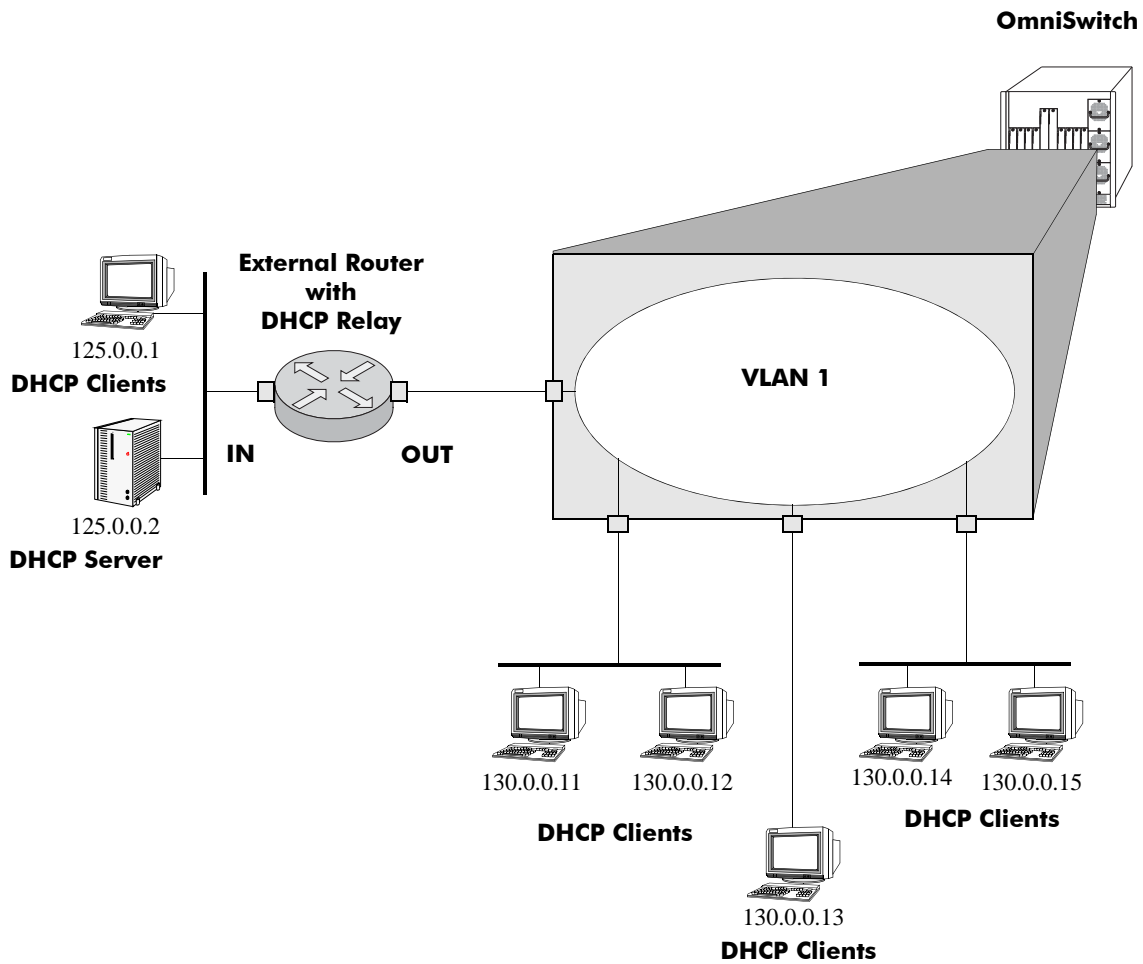 OmniSwitch
External Router
with
DHCP Relay
125.0.0.1
DHCP Clients
IN
OUT
125.0.0.2
DHCP Server
VLAN 1
130.0.0.11
130.0.0.12
DHCP Clients
130.0.0.14
130.0.0.15
DHCP Clients
130.0.0.13
DHCP Clients